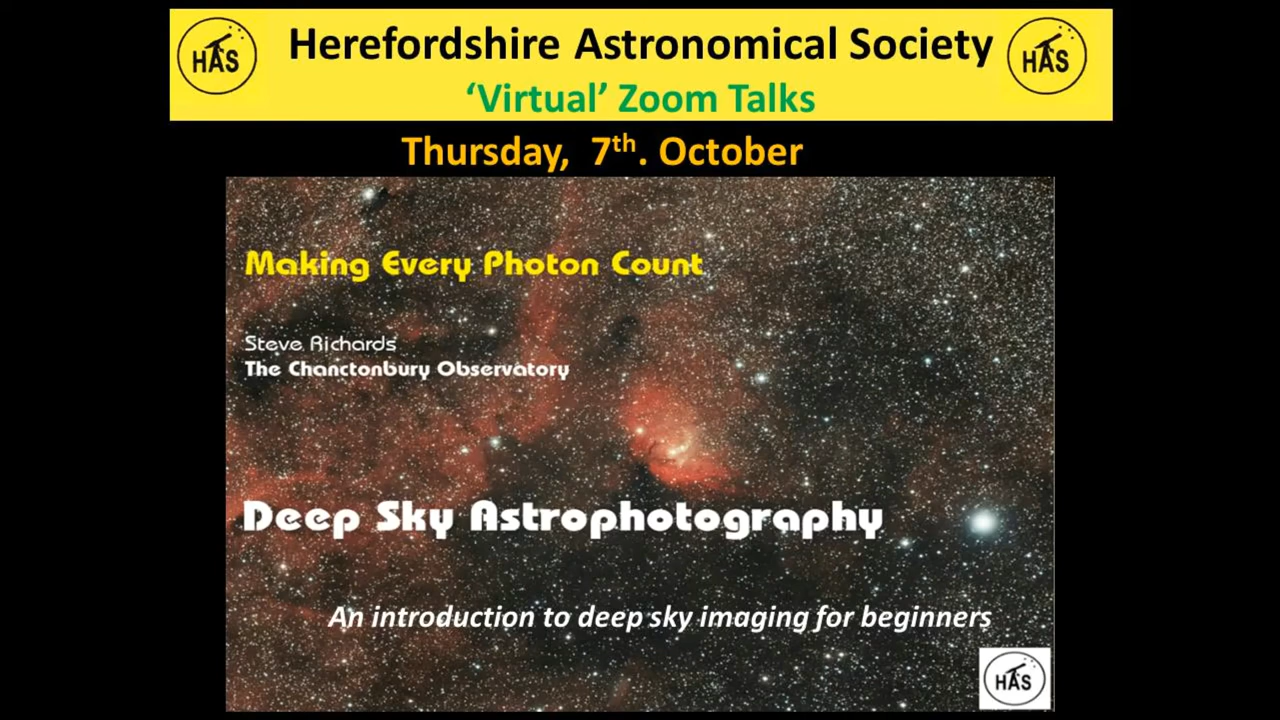 HAS
Herefordshire Astronomical Society
HAS
‘Virtual’ Zoom Talks
Thursday, 7th. October
Making Every Photon Count
Steve Richards
The Chanctonbury Observatory
Deep Sky Astrophotography
An introduction to deep sky imaging for beginners
HAS